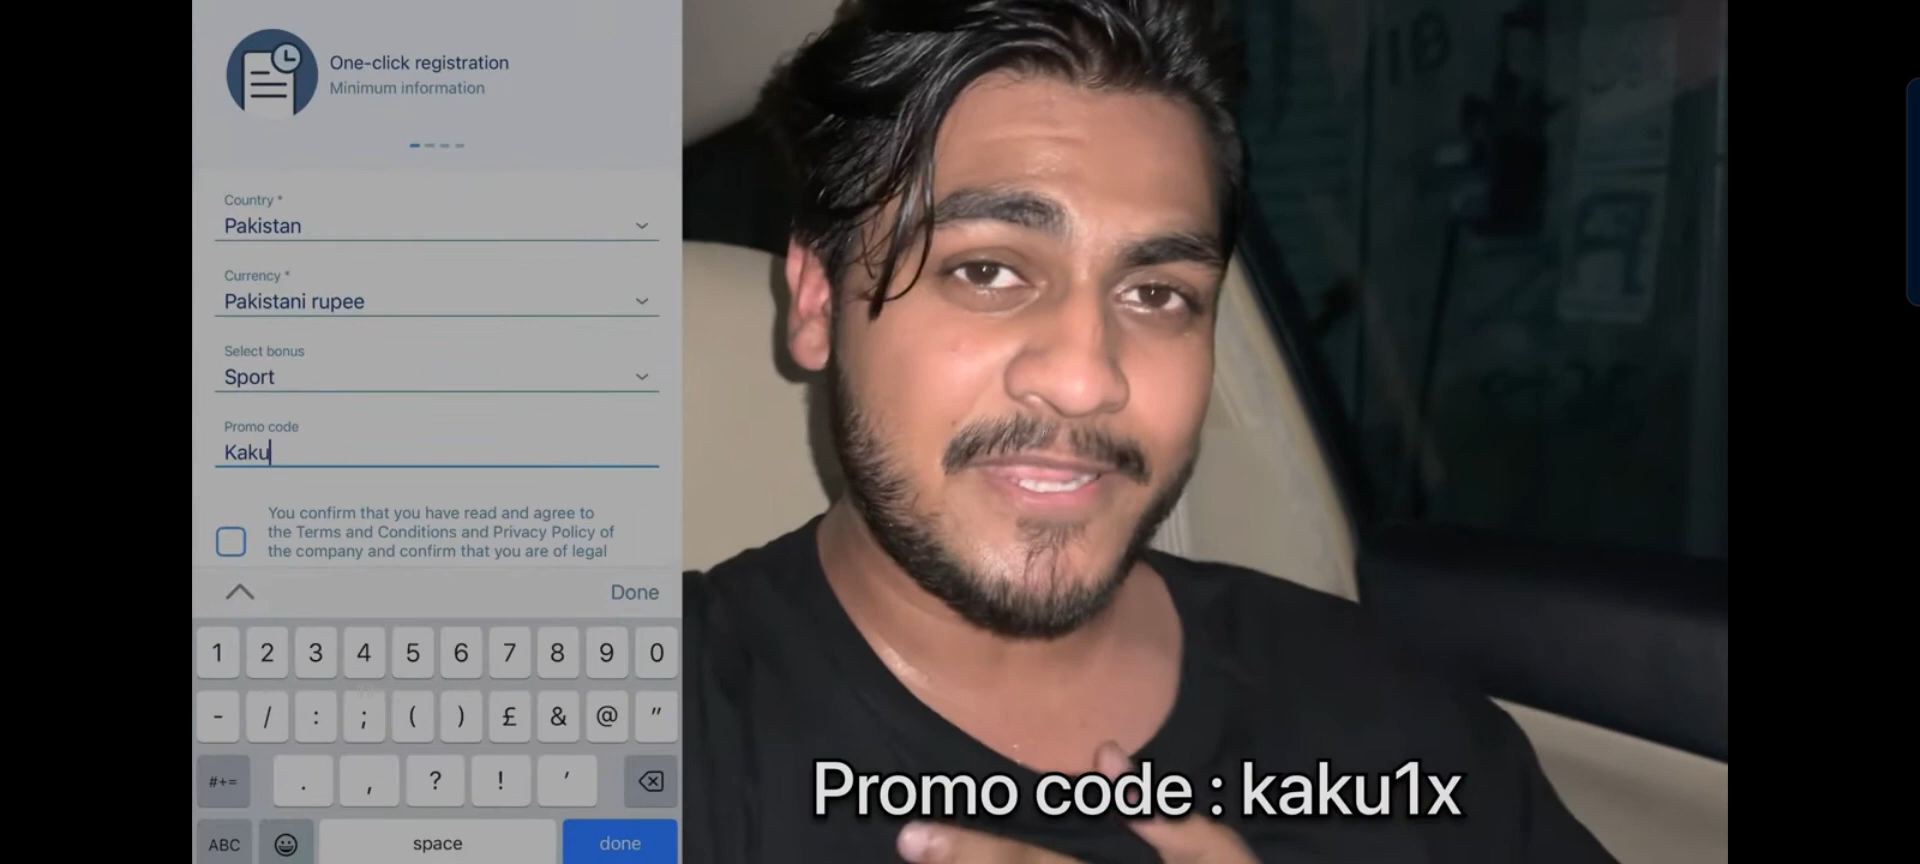 One-click registration
Minimum information
Country *
Pakistan
Currency *
Pakistani rupee
Select bonus
Sport
Promo code
Kaku
You confirm that you have read and agree to
the Terms and Conditions and Privacy Policy of
the company and confirm that you are of legal
Done
1 2 3 4 5 6 7 8 9 0
- / : ; ( ) £ & @ "
#+= . , ? ! '
ABC space done
Promo code : kaku1x